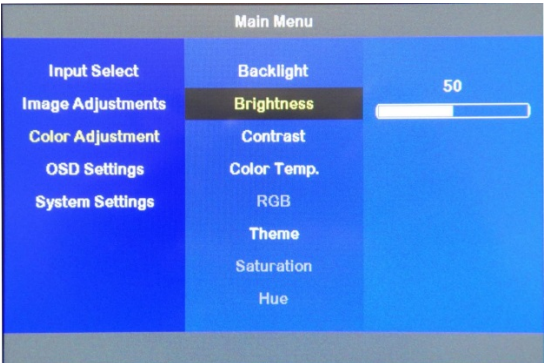 Main Menu
Input Select
Image Adjustments
Color Adjustment
OSD Settings
System Settings
Backlight
Brightness
Contrast
Color Temp.
RGB
Theme
Saturation
Hue
50